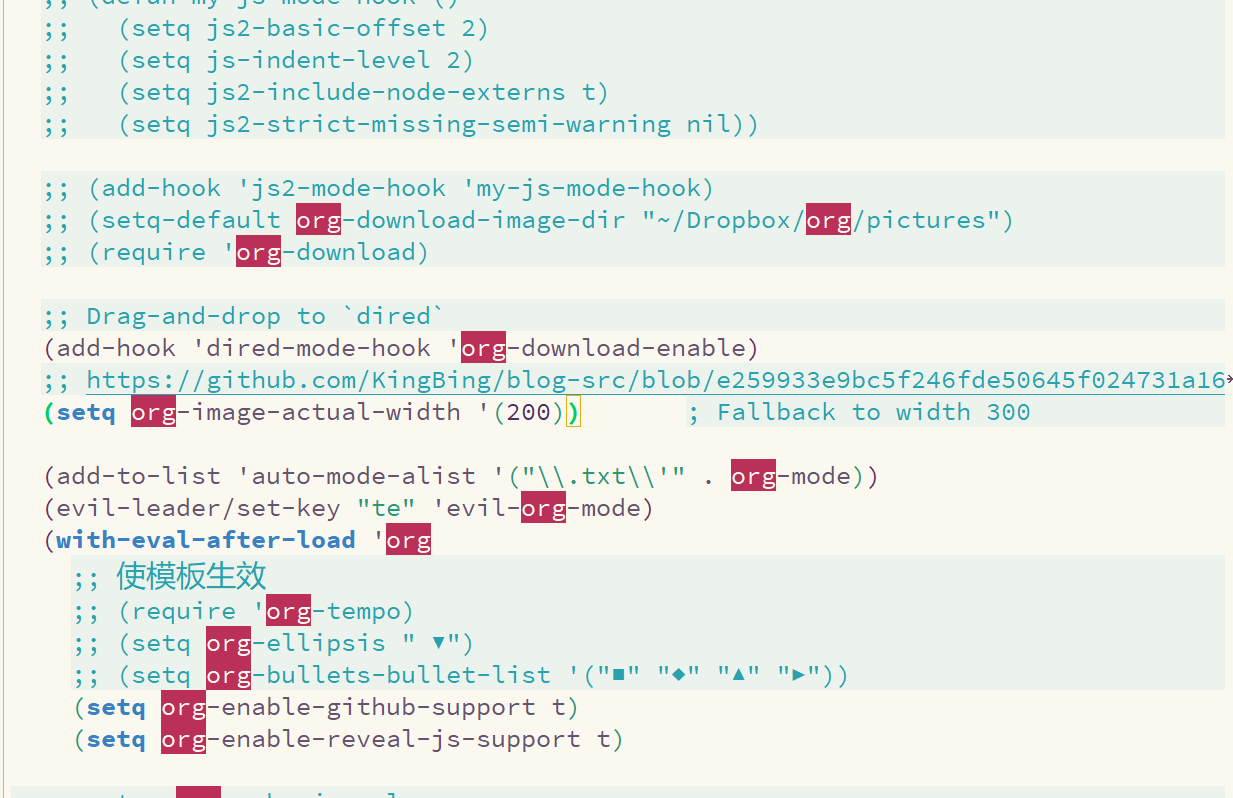 ;; (defun my-js-mode-hook ()
;;   (setq js2-basic-offset 2)
;;   (setq js-indent-level 2)
;;   (setq js2-include-node-externs t)
;;   (setq js2-strict-missing-semi-warning nil))
;; (add-hook 'js2-mode-hook 'my-js-mode-hook)
;; (setq-default org-download-image-dir "~/Dropbox/org/pictures")
;; (require 'org-download)
;; Drag-and-drop to `dired`
(add-hook 'dired-mode-hook 'org-download-enable)
;; https://github.com/KingBing/blog-src/blob/e259933e9bc5f246fde50645f024731a16
(setq org-image-actual-width '(200))       ; Fallback to width 300
(add-to-list 'auto-mode-alist '("\\.txt\\'" . org-mode))
(evil-leader/set-key "te" 'evil-org-mode)
(with-eval-after-load 'org
  ;; 使模板生效
  ;; (require 'org-tempo)
  ;; (setq org-ellipsis " ▼")
  ;; (setq org-bullets-bullet-list '("■" "◆" "▲" "▶"))
  (setq org-enable-github-support t)
  (setq org-enable-reveal-js-support t)